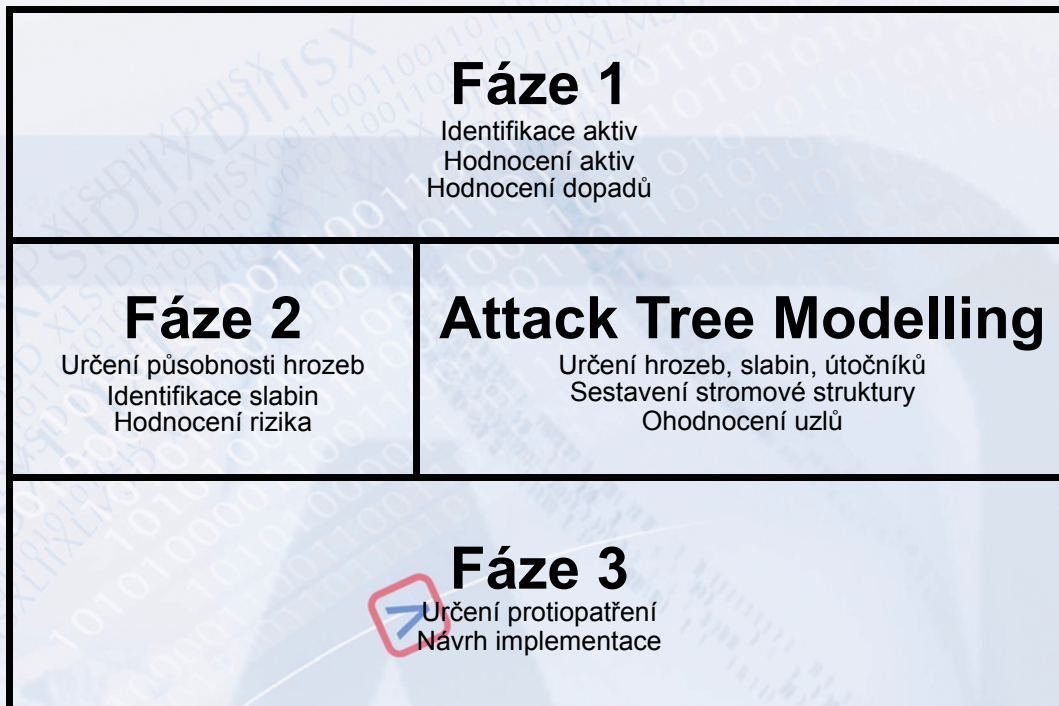 Fáze 1
Identifikace aktiv
Hodnocení aktiv
Hodnocení dopadů
Fáze 2
Určení působnosti hrozeb
Identifikace slabin
Hodnocení rizika
Attack Tree Modelling
Určení hrozeb, slabin, útočníků
Sestavení stromové struktury
Ohodnocení uzlů
Fáze 3
Určení protiopatření
Návrh implementace